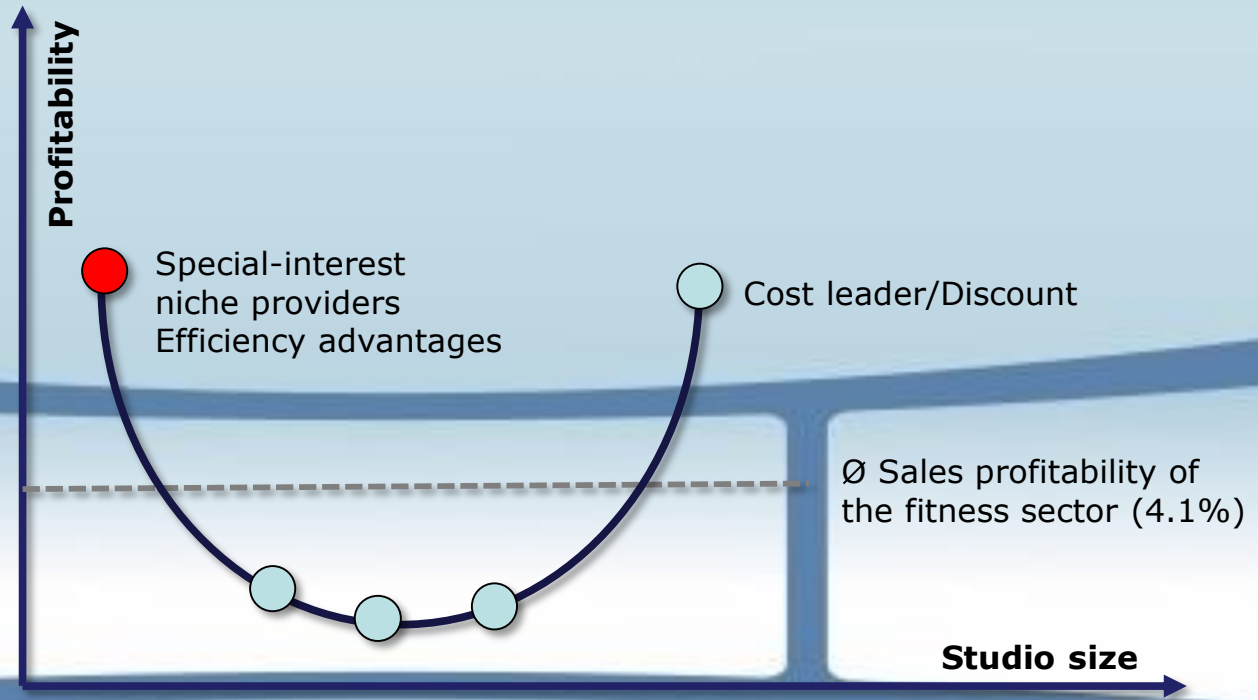 Profitability
Special-interest
niche providers
Efficiency advantages
Cost leader/Discount
Ø Sales profitability of
the fitness sector (4.1%)
Studio size